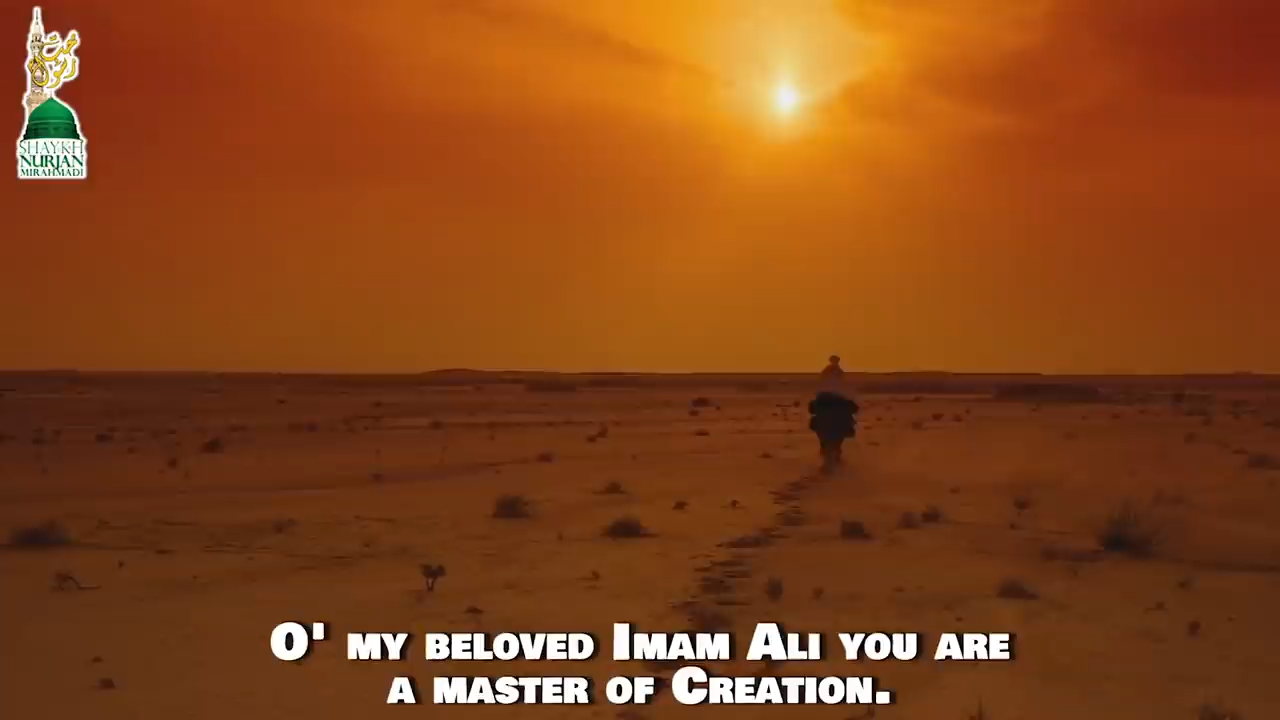 SHAYKH
NURJAN
MIRAHMADI
O' MY BELOVED IMAM ALI YOU ARE
A MASTER OF CREATION.